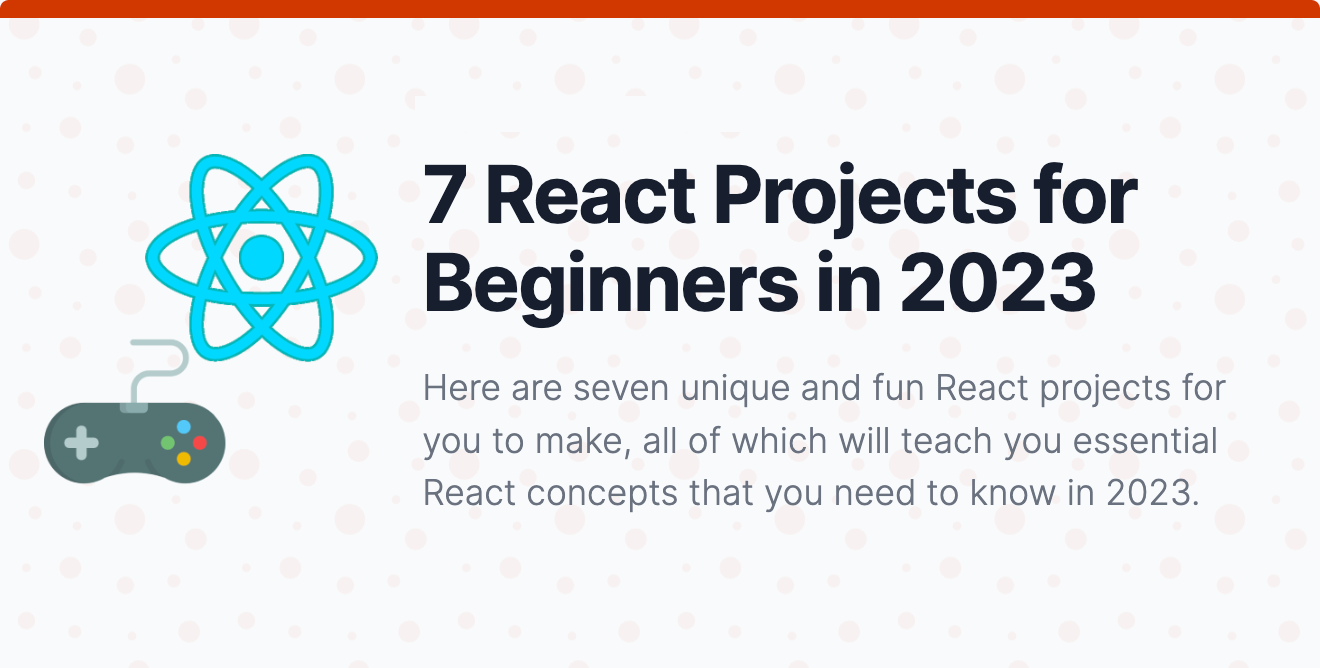 7 React Projects for
Beginners in 2023
Here are seven unique and fun React projects for
you to make, all of which will teach you essential
React concepts that you need to know in 2023.